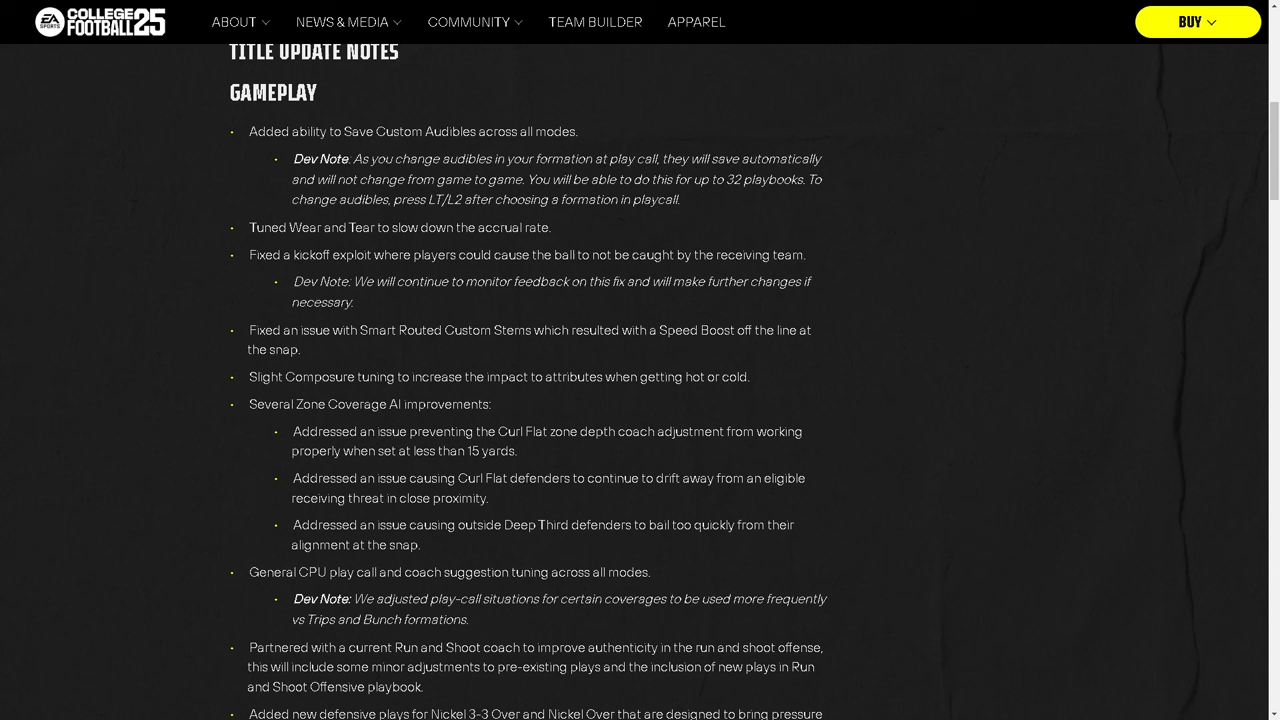 EA SPORTS COLLEGE FOOTBALL 25
ABOUT NEWS & MEDIA COMMUNITY TEAM BUILDER APPAREL BUY
TITLE UPDATE NOTES
GAMEPLAY
• Added ability to Save Custom Audibles across all modes.
• Dev Note: As you change audibles in your formation at play call, they will save automatically
and will not change from game to game. You will be able to do this for up to 32 playbooks. To
change audibles, press LT/L2 after choosing a formation in playcall.
• Tuned Wear and Tear to slow down the accrual rate.
• Fixed a kickoff exploit where players could cause the ball to not be caught by the receiving team.
• Dev Note: We will continue to monitor feedback on this fix and will make further changes if
necessary.
• Fixed an issue with Smart Routed Custom Stems which resulted with a Speed Boost off the line at
the snap.
• Slight Composure tuning to increase the impact to attributes when getting hot or cold.
• Several Zone Coverage AI improvements:
• Addressed an issue preventing the Curl Flat zone depth coach adjustment from working
properly when set at less than 15 yards.
• Addressed an issue causing Curl Flat defenders to continue to drift away from an eligible
receiving threat in close proximity.
• Addressed an issue causing outside Deep Third defenders to bail too quickly from their
alignment at the snap.
• General CPU play call and coach suggestion tuning across all modes.
• Dev Note: We adjusted play-call situations for certain coverages to be used more frequently
vs Trips and Bunch formations.
• Partnered with a current Run and Shoot coach to improve authenticity in the run and shoot offense,
this will include some minor adjustments to pre-existing plays and the inclusion of new plays in Run
and Shoot Offensive playbook.
• Added new defensive plays for Nickel 3-3 Over and Nickel Over that are designed to bring pressure